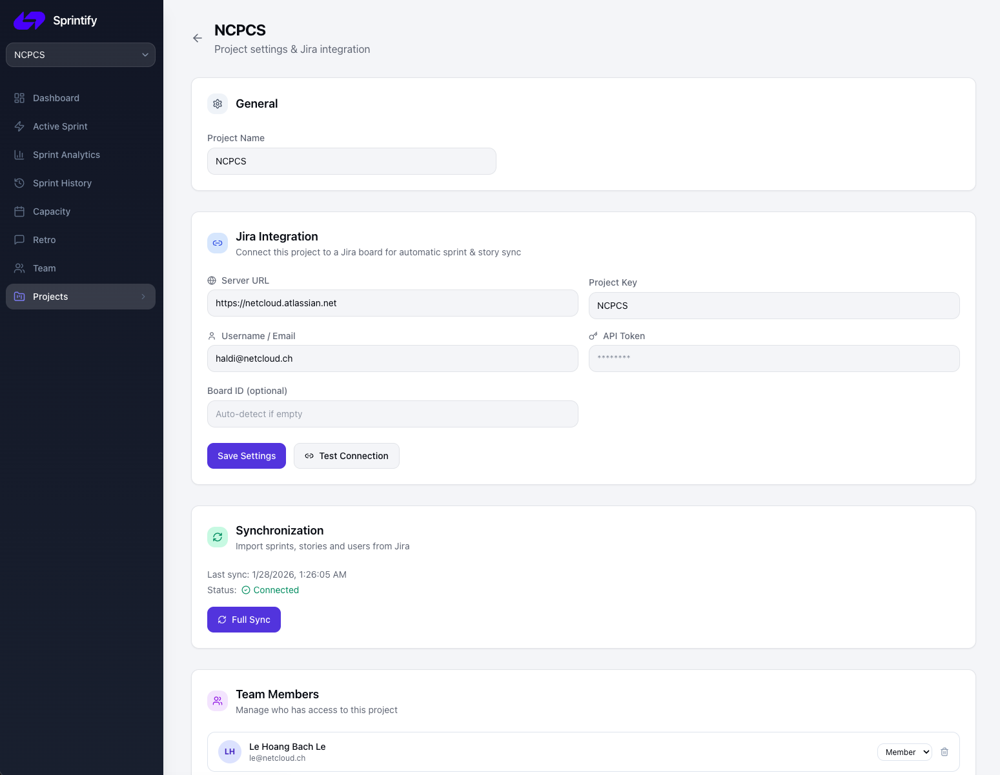 Sprintify
NCPCS
Dashboard
Active Sprint
Sprint Analytics
Sprint History
Capacity
Retro
Team
Projects
NCPCS
Project settings & Jira integration
General
Project Name
NCPCS
Jira Integration
Connect this project to a Jira board for automatic sprint & story sync
Server URL
https://netcloud.atlassian.net
Project Key
NCPCS
Username / Email
haldi@netcloud.ch
API Token
********
Board ID (optional)
Auto-detect if empty
Save Settings
Test Connection
Synchronization
Import sprints, stories and users from Jira
Last sync: 1/28/2026, 1:26:05 AM
Status: Connected
Full Sync
Team Members
Manage who has access to this project
LH
Le Hoang Bach Le
le@netcloud.ch
Member